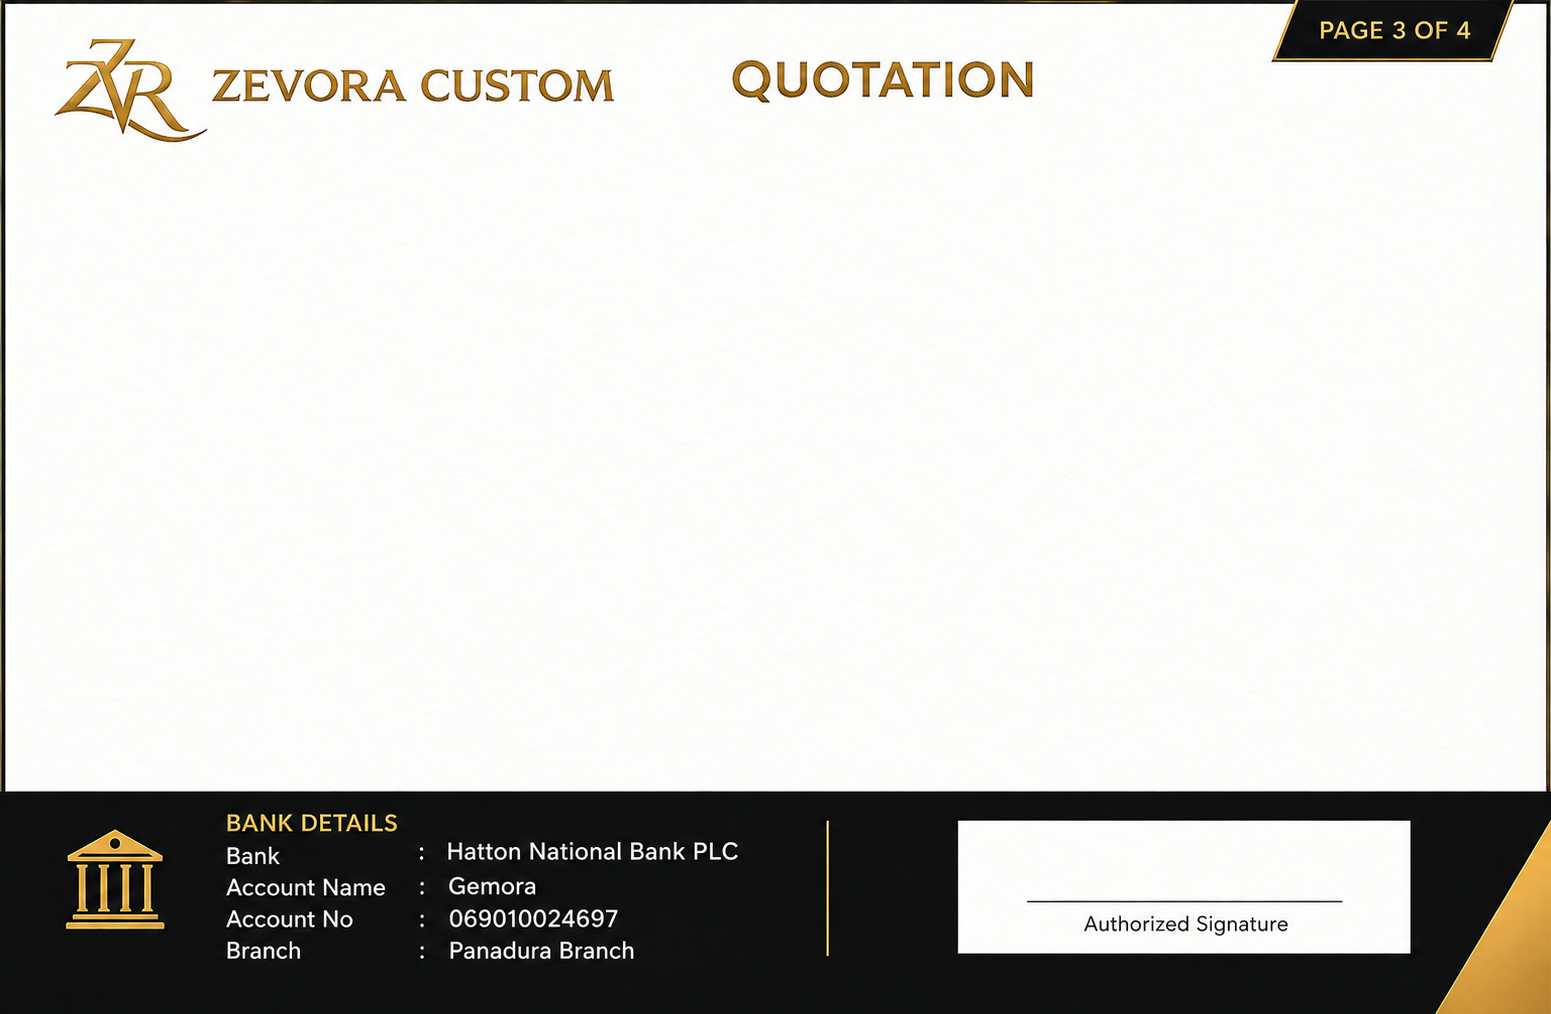 PAGE 3 OF 4
ZR ZEVORA CUSTOM
QUOTATION
BANK DETAILS
Bank : Hatton National Bank PLC
Account Name : Gemora
Account No : 069010024697
Branch : Panadura Branch
Authorized Signature